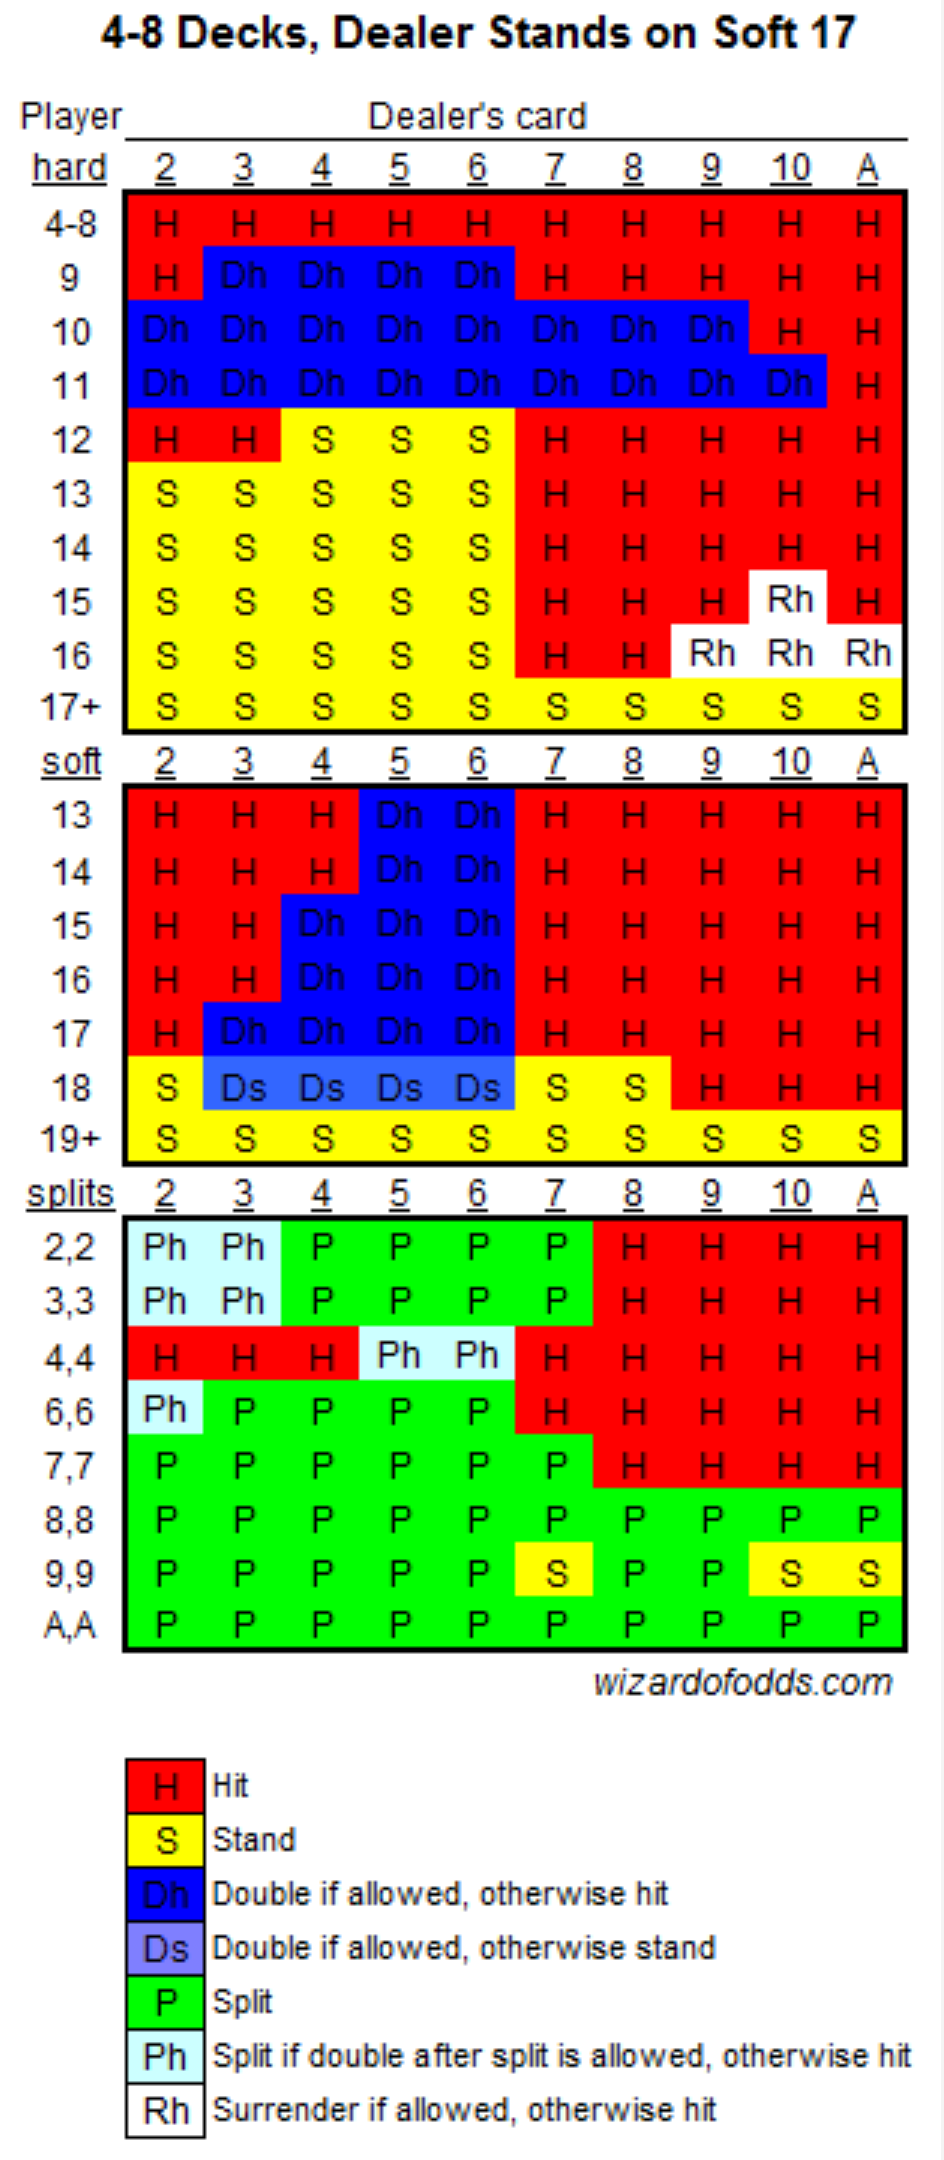 4-8 Decks, Dealer Stands on Soft 17
Player Dealer's card
hard 2 3 4 5 6 7 8 9 10 A
4-8 H H H H H H H H H H
9 H Dh Dh Dh Dh H H H H H
10 Dh Dh Dh Dh Dh Dh Dh Dh H H
11 Dh Dh Dh Dh Dh Dh Dh Dh Dh H
12 H H S S S H H H H H
13 S S S S S H H H H H
14 S S S S S H H H H H
15 S S S S S H H H Rh H
16 S S S S S H H Rh Rh Rh
17+ S S S S S S S S S S
soft 2 3 4 5 6 7 8 9 10 A
13 H H H Dh Dh H H H H H
14 H H H Dh Dh H H H H H
15 H H Dh Dh Dh H H H H H
16 H H Dh Dh Dh H H H H H
17 H Dh Dh Dh Dh H H H H H
18 S Ds Ds Ds Ds S S H H H
19+ S S S S S S S S S S
splits 2 3 4 5 6 7 8 9 10 A
2,2 Ph Ph P P P P H H H H
3,3 Ph Ph P P P P H H H H
4,4 H H H Ph Ph H H H H H
6,6 Ph P P P P H H H H H
7,7 P P P P P P H H H H
8,8 P P P P P P P P P P
9,9 P P P P P S P P S S
A,A P P P P P P P P P P
wizardofodds.com
H Hit
S Stand
Dh Double if allowed, otherwise hit
Ds Double if allowed, otherwise stand
P Split
Ph Split if double after split is allowed, otherwise hit
Rh Surrender if allowed, otherwise hit